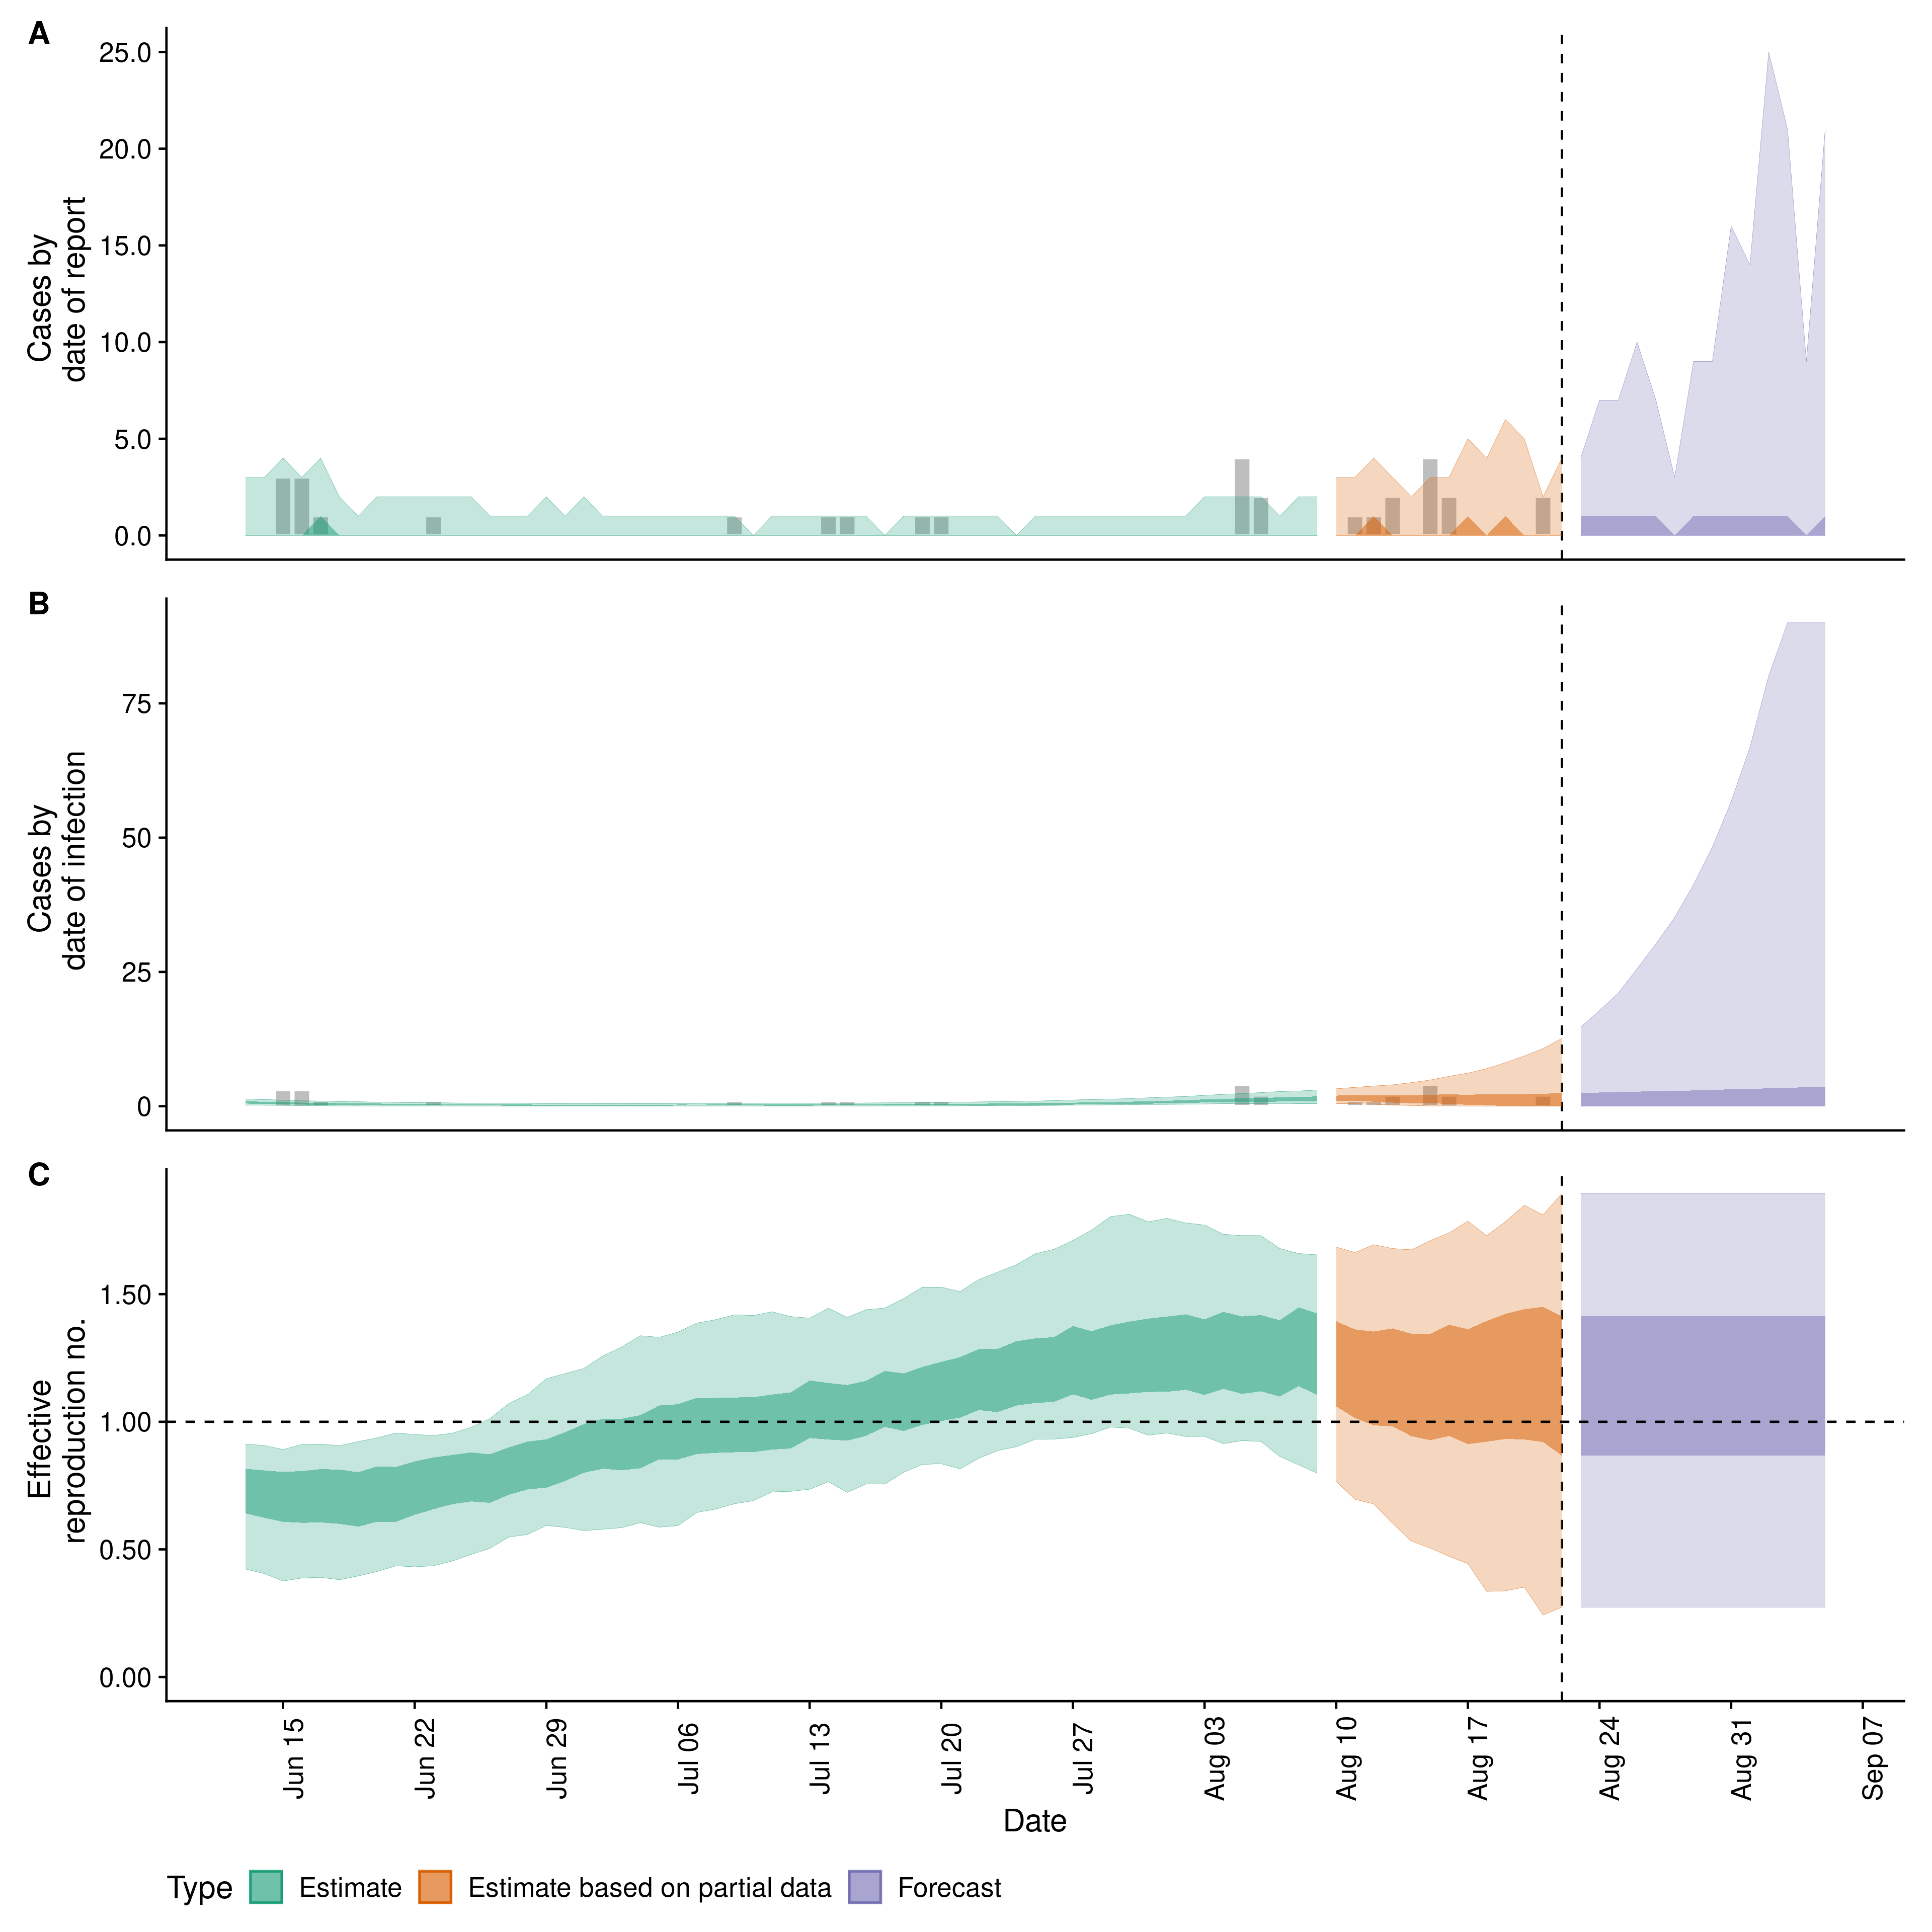 A
Cases by
date of report
25.0
20.0
15.0
10.0
5.0
0.0
B
Cases by
date of infection
75
50
25
0
C
Effective
reproduction no.
1.50
1.00
0.50
0.00
Jun 15
Jun 22
Jun 29
Jul 06
Jul 13
Jul 20
Jul 27
Aug 03
Aug 10
Aug 17
Aug 24
Aug 31
Sep 07
Date
Type Estimate Estimate based on partial data Forecast